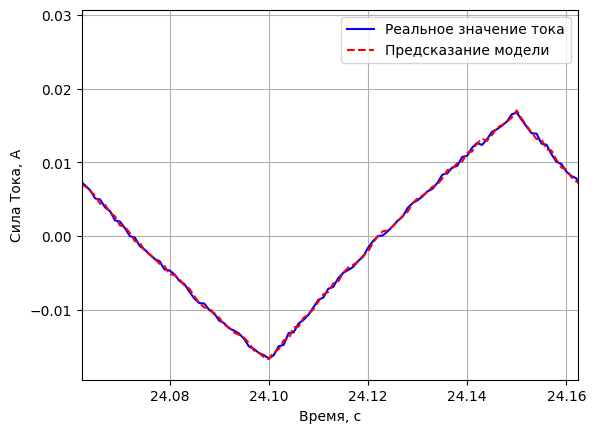 0.03
0.02
0.01
0.00
−0.01
Сила Тока, А
Реальное значение тока
Предсказание модели
24.08 24.10 24.12 24.14 24.16
Время, с